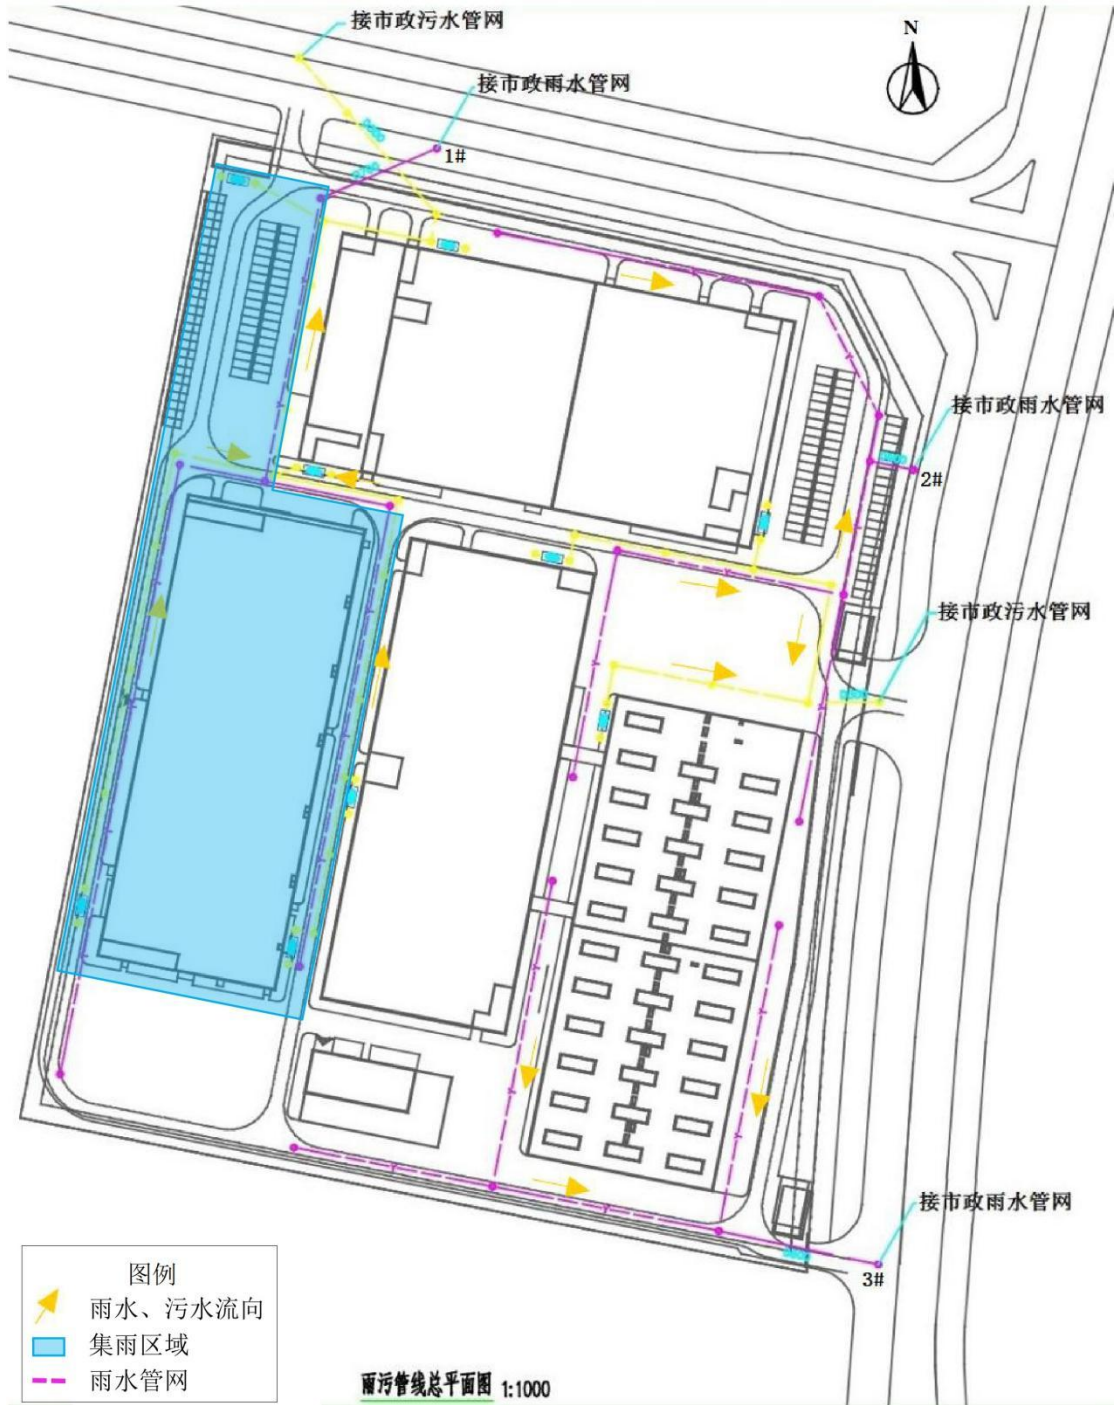 接市政污水管网
N
接市政雨水管网
1#
接市政雨水管网
2#
接市政污水管网
接市政雨水管网
3#
图例
雨水、污水流向
集雨区域
雨水管网
雨污管线总平面图 1:1000